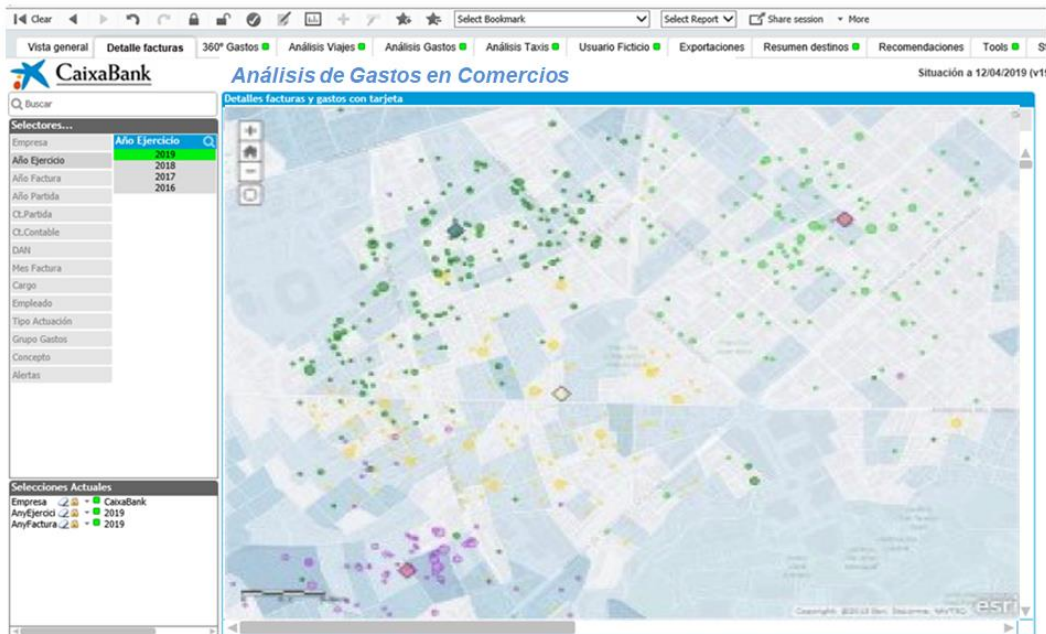 Clear Select Bookmark Select Report Share session More
Vista general Detalle facturas 360º Gastos Análisis Viajes Análisis Gastos Análisis Taxis Usuario Ficticio Exportaciones Resumen destinos Recomendaciones Tools
CaixaBank Análisis de Gastos en Comercios Situación a 12/04/2019 (v19
Buscar
Detalles facturas y gastos con tarjeta
Selectores...
Empresa
Año Ejercicio
Año Factura
Año Partida
Ct.Partida
Ct.Contable
DAN
Mes Factura
Cargo
Empleado
Tipo Actuación
Grupo Gastos
Concepto
Alertas
Año Ejercicio
2019
2018
2017
2016
Selecciones Actuales
Empresa CaixaBank
AnyEjercici 2019
AnyFactura 2019
esri